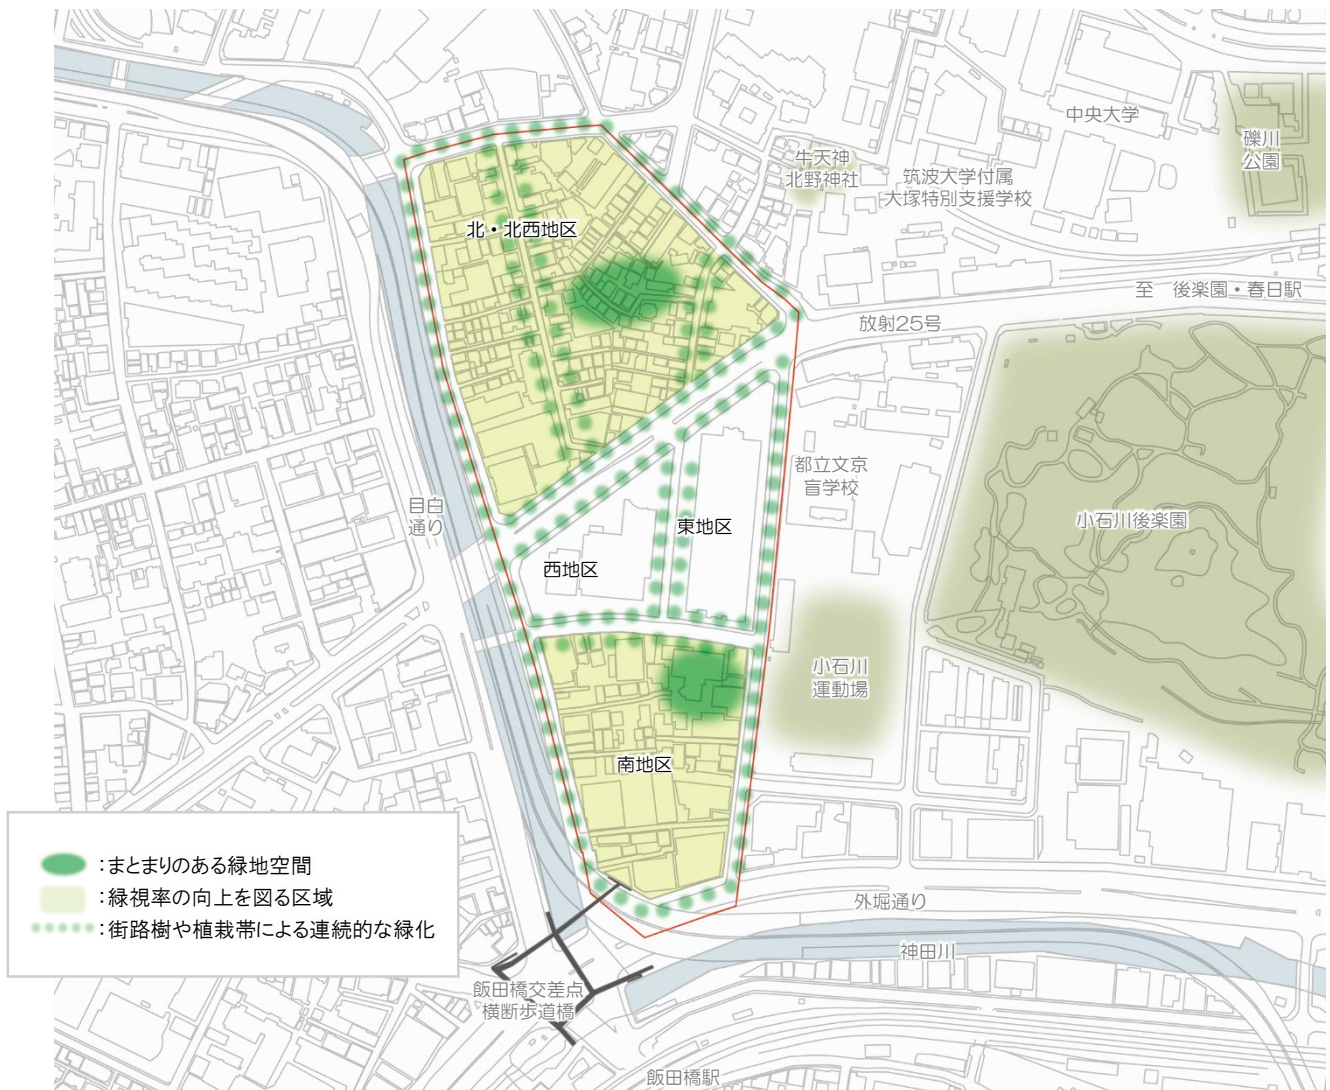 中央大学
礫川
公園
牛天神
北野神社
筑波大学付属
大塚特別支援学校
北・北西地区
至　後楽園・春日駅
放射25号
都立文京
盲学校
目白
通り
東地区
小石川後楽園
西地区
小石川
運動場
南地区
:まとまりのある緑地空間
:緑視率の向上を図る区域
:街路樹や植栽帯による連続的な緑化
外堀通り
神田川
飯田橋交差点
横断歩道橋
飯田橋駅